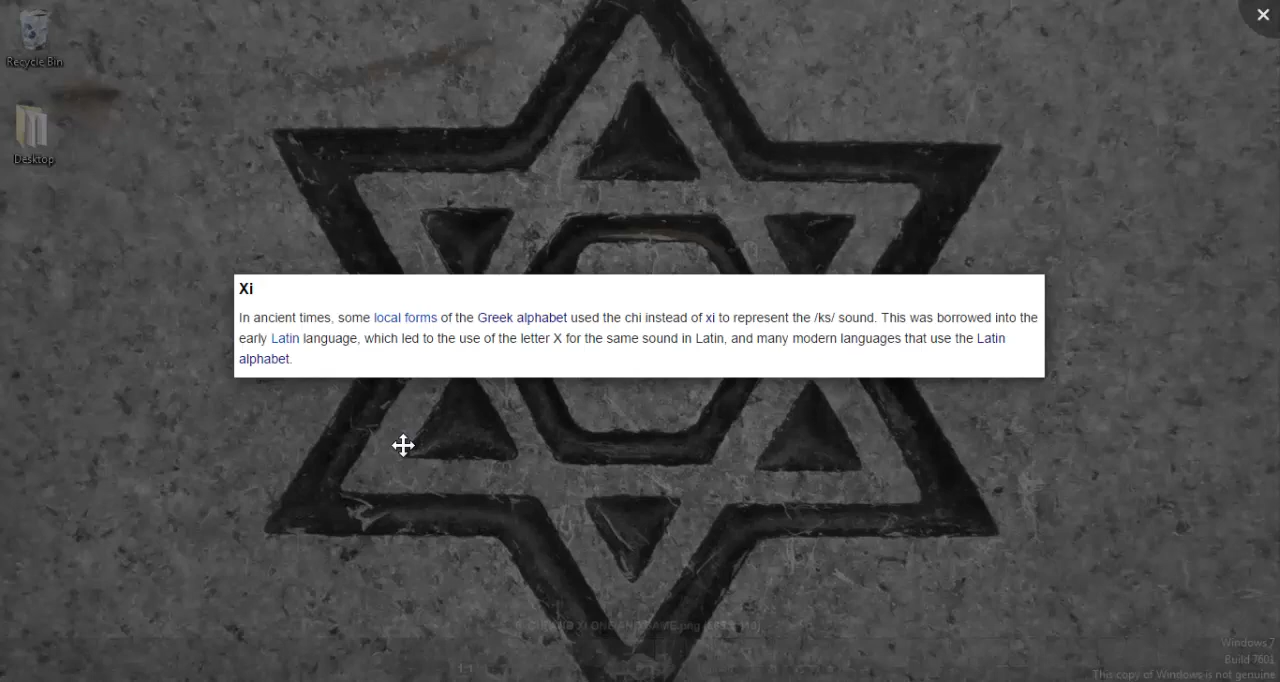 Recycle Bin
Desktop
Xi
In ancient times, some local forms of the Greek alphabet used the chi instead of xi to represent the /ks/ sound. This was borrowed into the
early Latin language, which led to the use of the letter X for the same sound in Latin, and many modern languages that use the Latin
alphabet.
1:1
Windows 7
Build 7601
This copy of Windows is not genuine